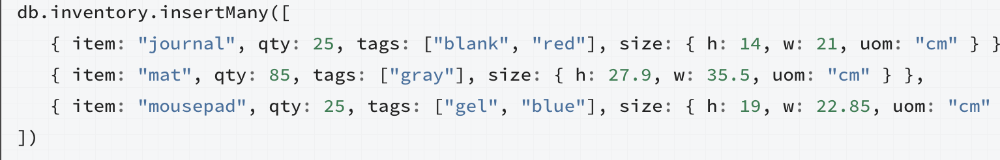 db.inventory.insertMany([
{ item: "journal", qty: 25, tags: ["blank", "red"], size: { h: 14, w: 21, uom: "cm" } }
{ item: "mat", qty: 85, tags: ["gray"], size: { h: 27.9, w: 35.5, uom: "cm" } },
{ item: "mousepad", qty: 25, tags: ["gel", "blue"], size: { h: 19, w: 22.85, uom: "cm"
])